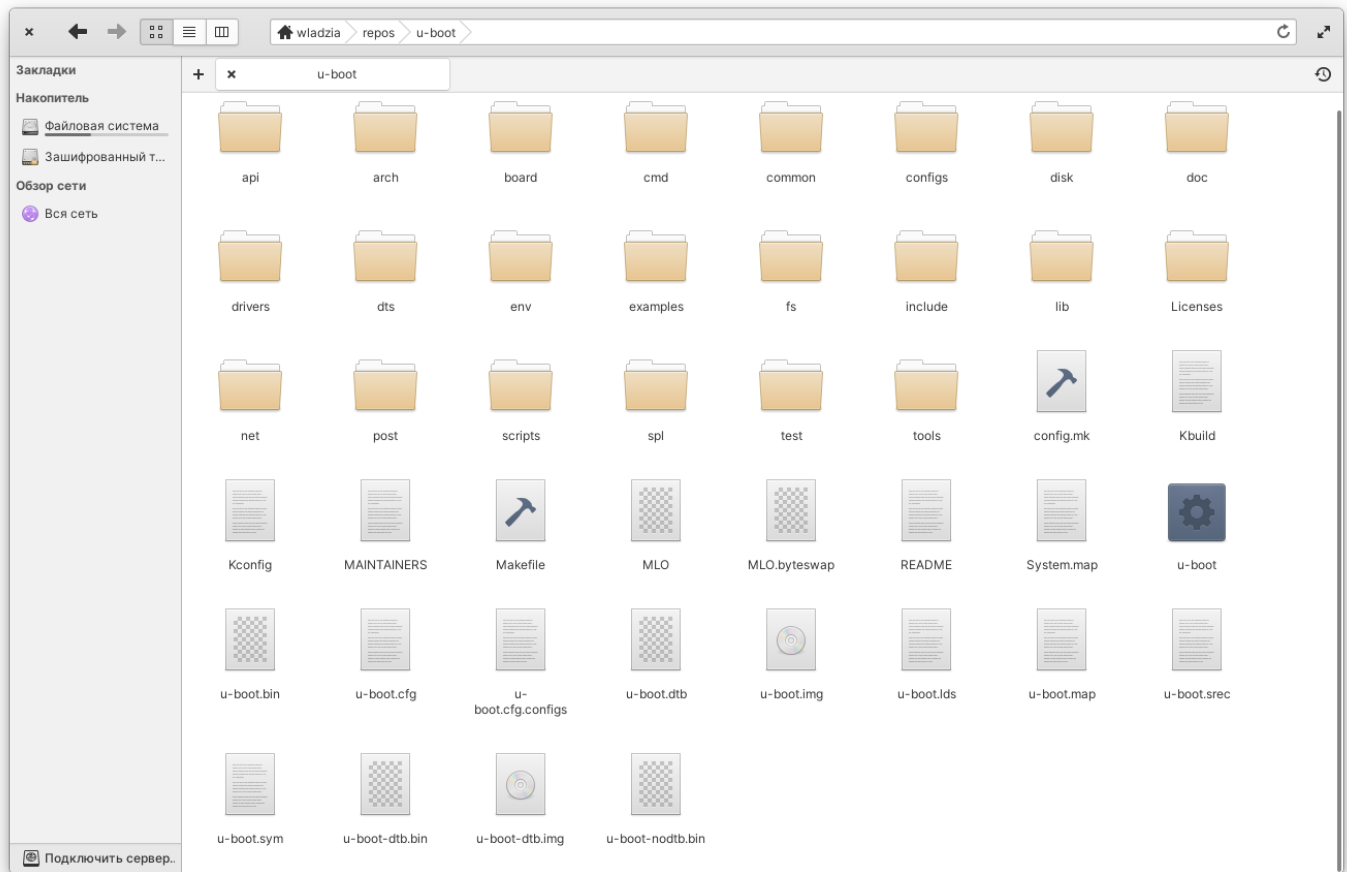 wladzia repos u-boot
Закладки
Накопитель
Файловая система
Зашифрованный т...
Обзор сети
Вся сеть
Подключить сервер..
u-boot
api arch board cmd common configs disk doc
drivers dts env examples fs include lib Licenses
net post scripts spl test tools config.mk Kbuild
Kconfig MAINTAINERS Makefile MLO MLO.byteswap README System.map u-boot
u-boot.bin u-boot.cfg u-boot.cfg.configs u-boot.dtb u-boot.img u-boot.lds u-boot.map u-boot.srec
u-boot.sym u-boot-dtb.bin u-boot-dtb.img u-boot-nodtb.bin